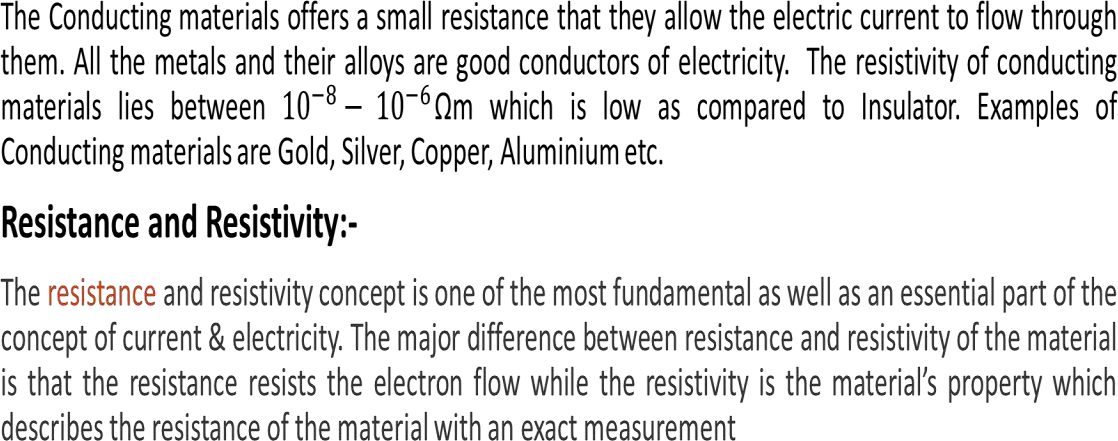 The Conducting materials offers a small resistance that they allow the electric current to flow through
them. All the metals and their alloys are good conductors of electricity. The resistivity of conducting
materials lies between 10⁻⁸ – 10⁻⁶Ωm which is low as compared to Insulator. Examples of
Conducting materials are Gold, Silver, Copper, Aluminium etc.
Resistance and Resistivity:-
The resistance and resistivity concept is one of the most fundamental as well as an essential part of the
concept of current & electricity. The major difference between resistance and resistivity of the material
is that the resistance resists the electron flow while the resistivity is the material’s property which
describes the resistance of the material with an exact measurement